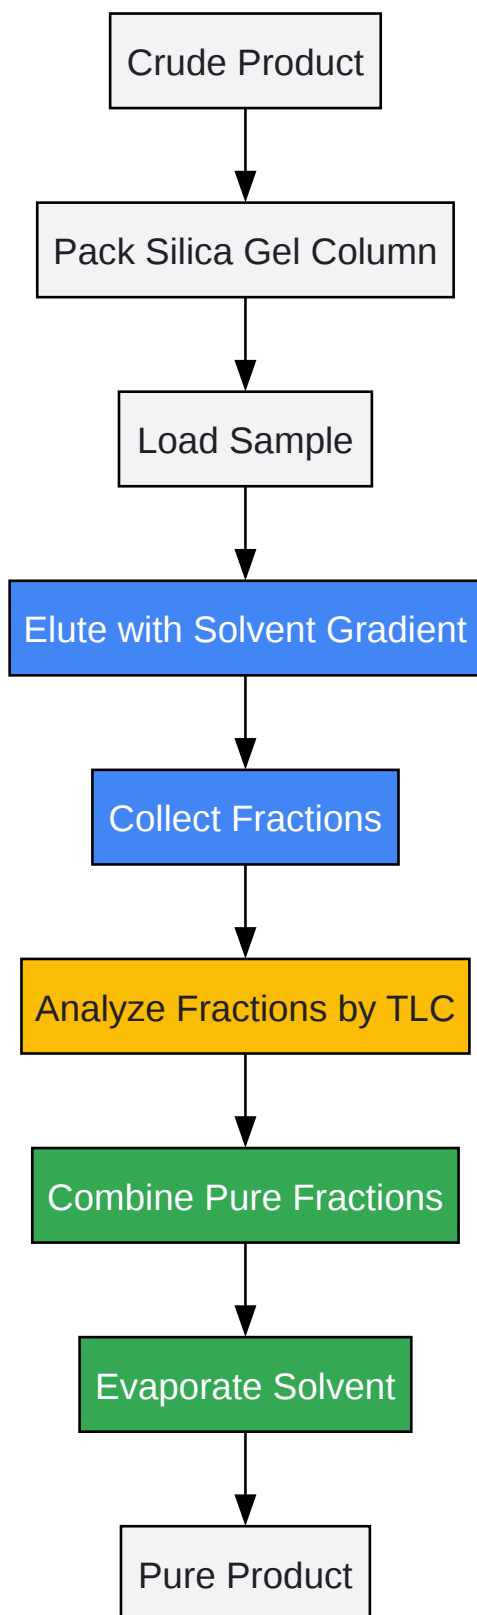 Crude Product
Pack Silica Gel Column
Load Sample
Elute with Solvent Gradient
Collect Fractions
Analyze Fractions by TLC
Combine Pure Fractions
Evaporate Solvent
Pure Product